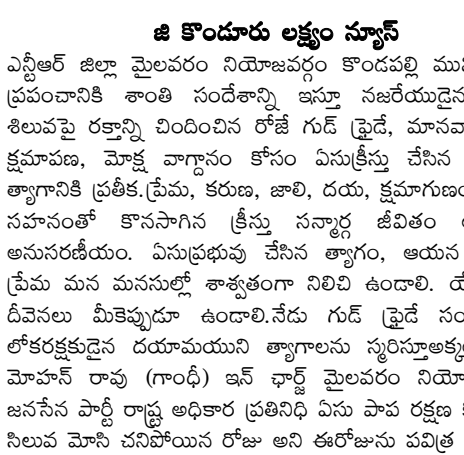 జి కొండూరు లక్ష్యం న్యూస్
ఎన్టీఆర్ జిల్లా మైలవరం నియోజవర్గం కొండపల్లి
ప్రపంచానికి శాంతి సందేశాన్ని ఇస్తూ నజరేయుడైన
శిలువపై రక్తాన్ని చిందించిన రోజే గుడ్ ఫ్రైడే, మానవా
క్షమాపణ, మోక్ష వాగ్దానం కోసం ఏసుక్రీస్తు చేసిన
త్యాగానికి ప్రతీక.ప్రేమ, కరుణ, జాలి, దయ, క్షమాగుణం
సహనంతో కొనసాగిన క్రీస్తు సన్మార్గ జీవితం
అనుసరణీయం. ఏసుప్రభువు చేసిన త్యాగం, ఆయన
ప్రేమ మన మనసుల్లో శాశ్వతంగా నిలిచి ఉండాలి.
దీవెనలు మీకెప్పుడూ ఉండాలి.నేడు గుడ్ ఫ్రైడే
లోకరక్షకుడైన దయామయుని త్యాగాలను
మోహన్ రావు (గాంధీ) ఇన్ ఛార్జ్ మైలవరం
జనసేన పార్టీ రాష్ట్ర అధికార ప్రతినిధి ఏసు పాప రక్షణ
సిలువ మోసి చనిపోయిన రోజు అని ఈరోజును పవిత్ర